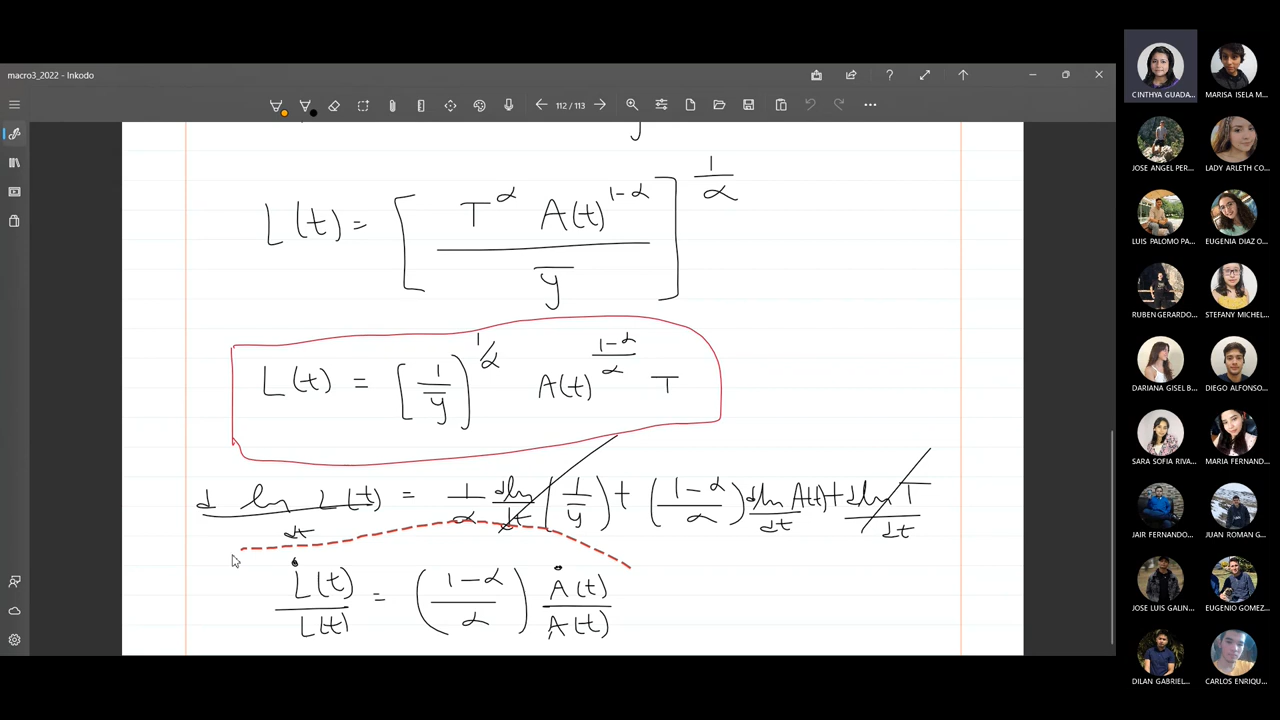 macro3_2022 - Inkodo
112 / 113
L(t) = [ T^α A(t)^{1-α} / ȳ ]^{1/α}
L(t) = [ 1 / ȳ ]^{1/α} A(t)^{(1-α)/α} T
d ln L(t) / dt = 1/α d ln / dt ( 1 / ȳ ) + ( (1-α) / α ) d ln A(t) / dt + d ln T / dt
L̇(t) / L(t) = ( (1-α) / α ) Ȧ(t) / A(t)
CINTHYA GUADA...
MARISA ISELA M...
JOSE ANGEL PER...
LADY ARLETH CO...
LUIS PALOMO PA...
EUGENIA DIAZ O...
RUBEN GERARDO...
STEFANY MICHEL...
DARIANA GISEL B...
DIEGO ALFONSO...
SARA SOFIA RIVA...
MARIA FERNAND...
JAIR FERNANDO...
JUAN ROMAN G...
JOSE LUIS GALIN...
EUGENIO GOMEZ...
DILAN GABRIEL...
CARLOS ENRIQU...